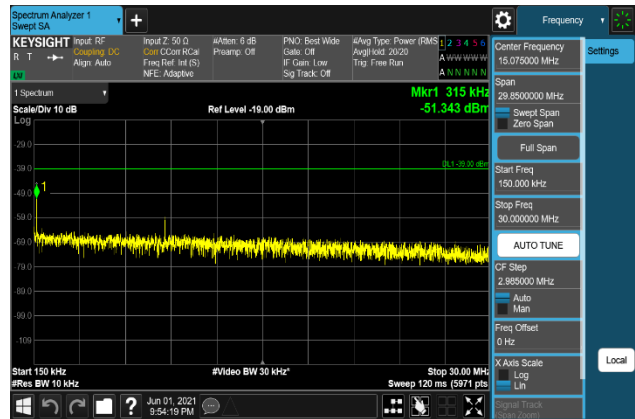 Spectrum Analyzer 1
Swept SA
Frequency
KEYSIGHT
R T
LW
Input: RF
Coupling: DC
Align: Auto
Input Z: 50 Ω
Corr CCorr RCal
Freq Ref: Int (S)
NFE: Adaptive
#Atten: 6 dB
Preamp: Off
PNO: Best Wide
Gate: Off
IF Gain: Low
Sig Track: Off
#Avg Type: Power (RMS
Avg|Hold: 20/20
Trig: Free Run
1 2 3 4 5 6
A WW WW W
A N N N N N
1 Spectrum
Scale/Div 10 dB
Log
Ref Level -19.00 dBm
Mkr1 315 kHz
-51.343 dBm
-29.0
-39.0
DL1 -39.00 dBm
1
-49.0
-59.0
-69.0
-79.0
-89.0
-99.0
-109
Start 150 kHz
#Res BW 10 kHz
#Video BW 30 kHz*
Stop 30.00 MHz
Sweep 120 ms (5971 pts)
?
Jun 01, 2021
9:54:19 PM
Center Frequency
15.075000 MHz
Span
29.8500000 MHz
Swept Span
Zero Span
Full Span
Start Freq
150.000 kHz
Stop Freq
30.000000 MHz
AUTO TUNE
CF Step
2.985000 MHz
Auto
Man
Freq Offset
0 Hz
X Axis Scale
Log
Lin
Signal Track
(Span Zoom)
Settings
Local